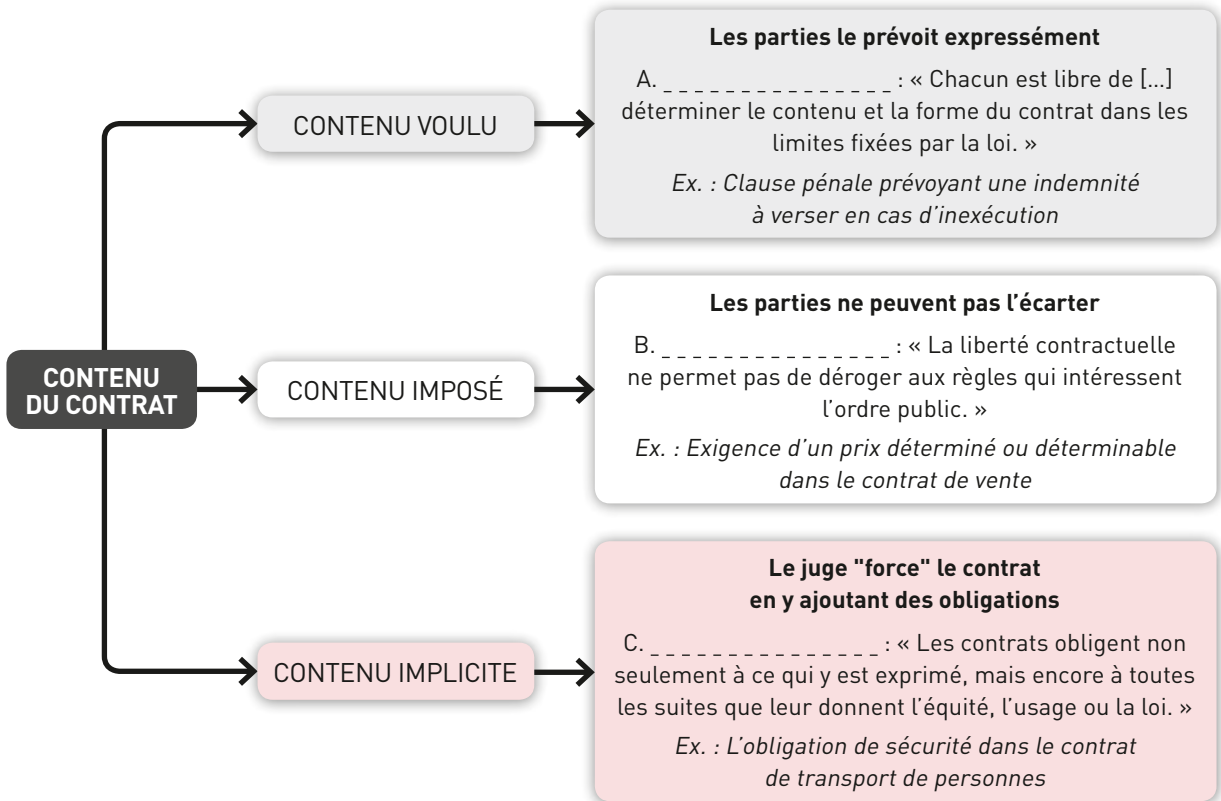 CONTENU
DU CONTRAT
CONTENU VOULU
Les parties le prévoit expressément
A. _ _ _ _ _ _ _ _ _ _ _ _ _ _ _ : « Chacun est libre de [...]
déterminer le contenu et la forme du contrat dans les
limites fixées par la loi. »
Ex. : Clause pénale prévoyant une indemnité
à verser en cas d’inexécution
CONTENU IMPOSÉ
Les parties ne peuvent pas l’écarter
B. _ _ _ _ _ _ _ _ _ _ _ _ _ _ _ : « La liberté contractuelle
ne permet pas de déroger aux règles qui intéressent
l’ordre public. »
Ex. : Exigence d’un prix déterminé ou déterminable
dans le contrat de vente
CONTENU IMPLICITE
Le juge "force" le contrat
en y ajoutant des obligations
C. _ _ _ _ _ _ _ _ _ _ _ _ _ _ _ : « Les contrats obligent non
seulement à ce qui y est exprimé, mais encore à toutes
les suites que leur donnent l’équité, l’usage ou la loi. »
Ex. : L’obligation de sécurité dans le contrat
de transport de personnes